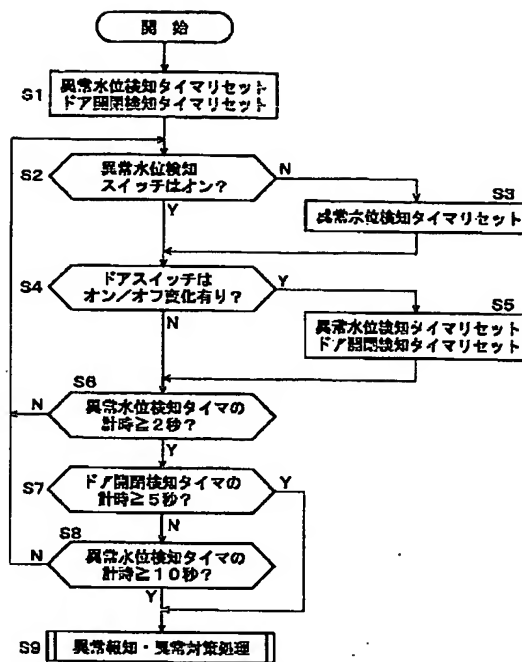 開 始
S1
異常水位検知タイマリセット
ドア開閉検知タイマリセット
S2
異常水位検知
スイッチはオン?
N
Y
S3
異常水位検知タイマリセット
S4
ドアスイッチは
オン/オフ変化有り?
Y
N
S5
異常水位検知タイマリセット
ドア開閉検知タイマリセット
S6
N
異常水位検知タイマの
計時≧2秒?
Y
S7
ドア開閉検知タイマの
計時≧5秒?
Y
N
S8
N
異常水位検知タイマの
計時≧10秒?
Y
S9
異常報知・異常対策処理